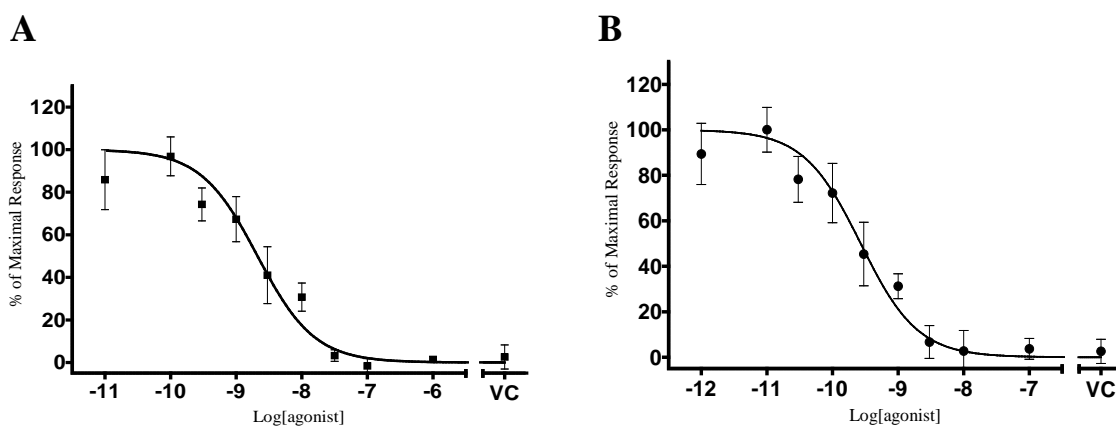 A
% of Maximal Response
120
100
80
60
40
20
0
-11 -10 -9 -8 -7 -6 VC
Log[agonist]
B
% of Maximal Response
120
100
80
60
40
20
0
-12 -11 -10 -9 -8 -7 VC
Log[agonist]